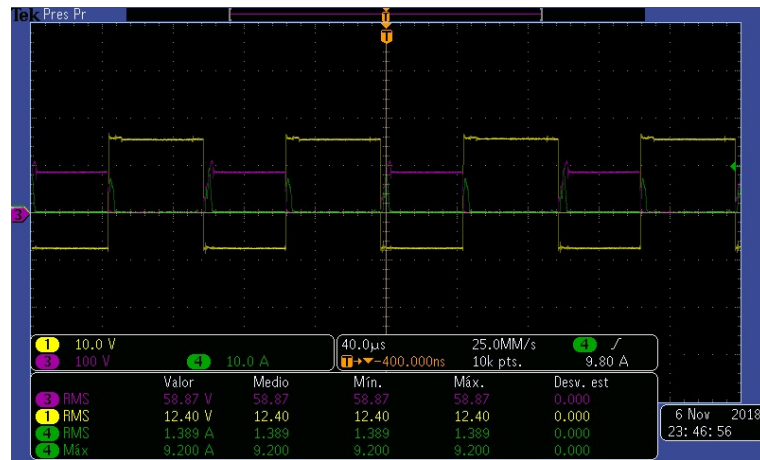 Tek Pres Pr
T
T
3
1 10.0 V
3 100 V 4 10.0 A
40.0µs 25.0MM/s 4
T→▼-400.000ns 10k pts. 9.80 A
Valor Medio Mín. Máx. Desv. est
3 RMS 58.87 V 58.87 58.87 58.87 0.000
1 RMS 12.40 V 12.40 12.40 12.40 0.000
4 RMS 1.389 A 1.389 1.389 1.389 0.000
4 Máx 9.200 A 9.200 9.200 9.200 0.000
6 Nov 2018
23:46:56